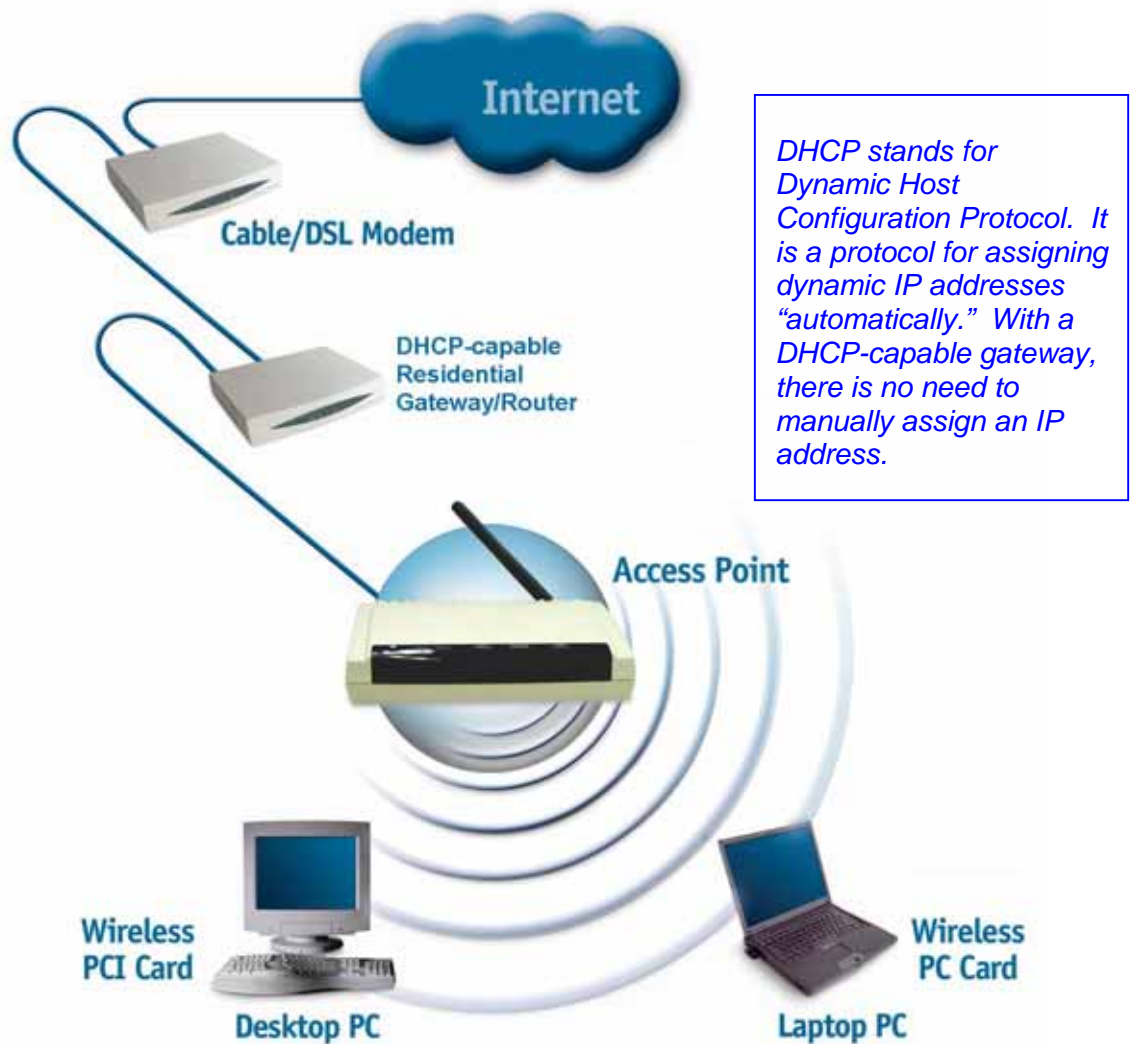 Internet
DHCP stands for
Dynamic Host
Configuration Protocol.  It
is a protocol for assigning
dynamic IP addresses
“automatically.”  With a
DHCP-capable gateway,
there is no need to
manually assign an IP
address.
Cable/DSL Modem
DHCP-capable
Residential
Gateway/Router
Access Point
Wireless
PCI Card
Desktop PC
Wireless
PC Card
Laptop PC